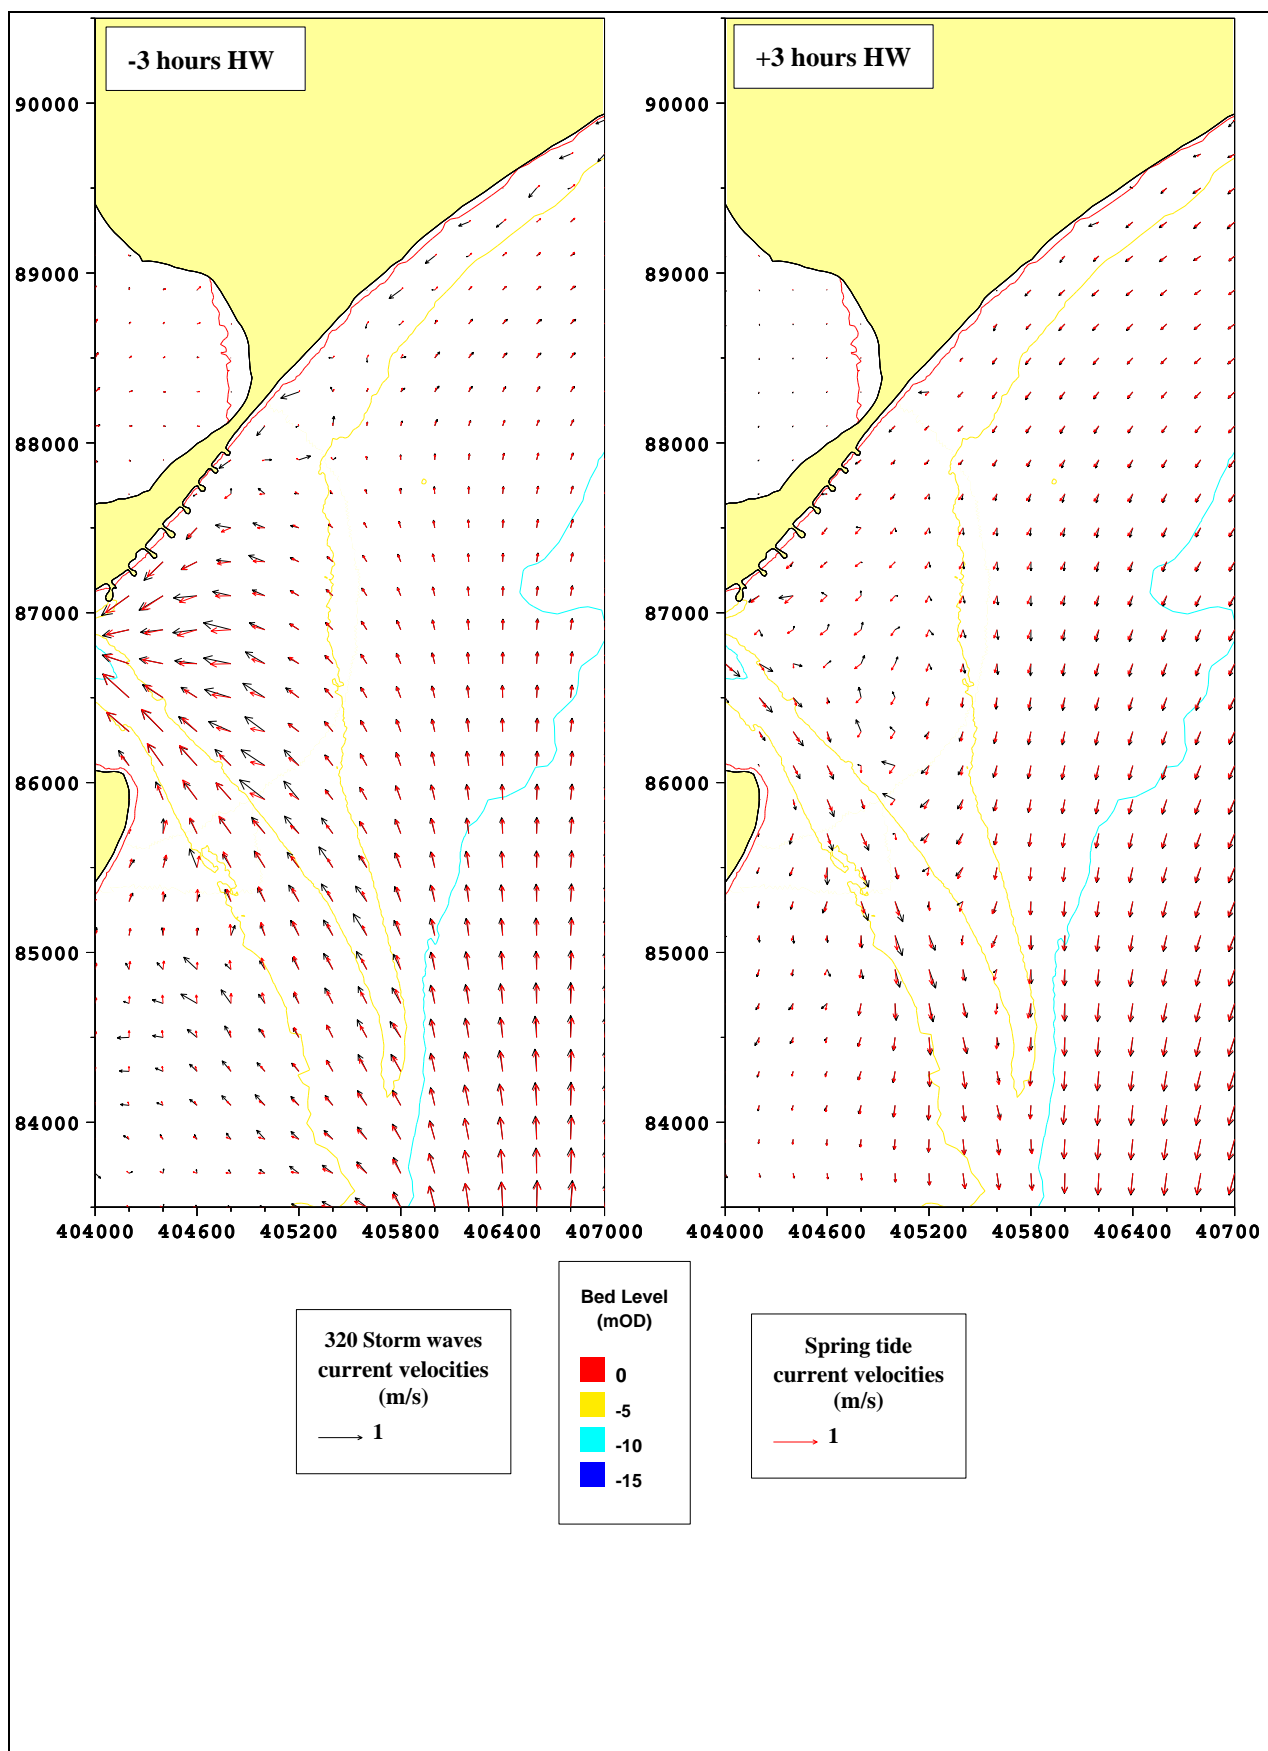 -3 hours HW
+3 hours HW
90000
89000
88000
87000
86000
85000
84000
404000 404600 405200 405800 406400 407000
90000
89000
88000
87000
86000
85000
84000
404000 404600 405200 405800 406400 40700
320 Storm waves
current velocities
(m/s)
1
Bed Level
(mOD)
0
-5
-10
-15
Spring tide
current velocities
(m/s)
1